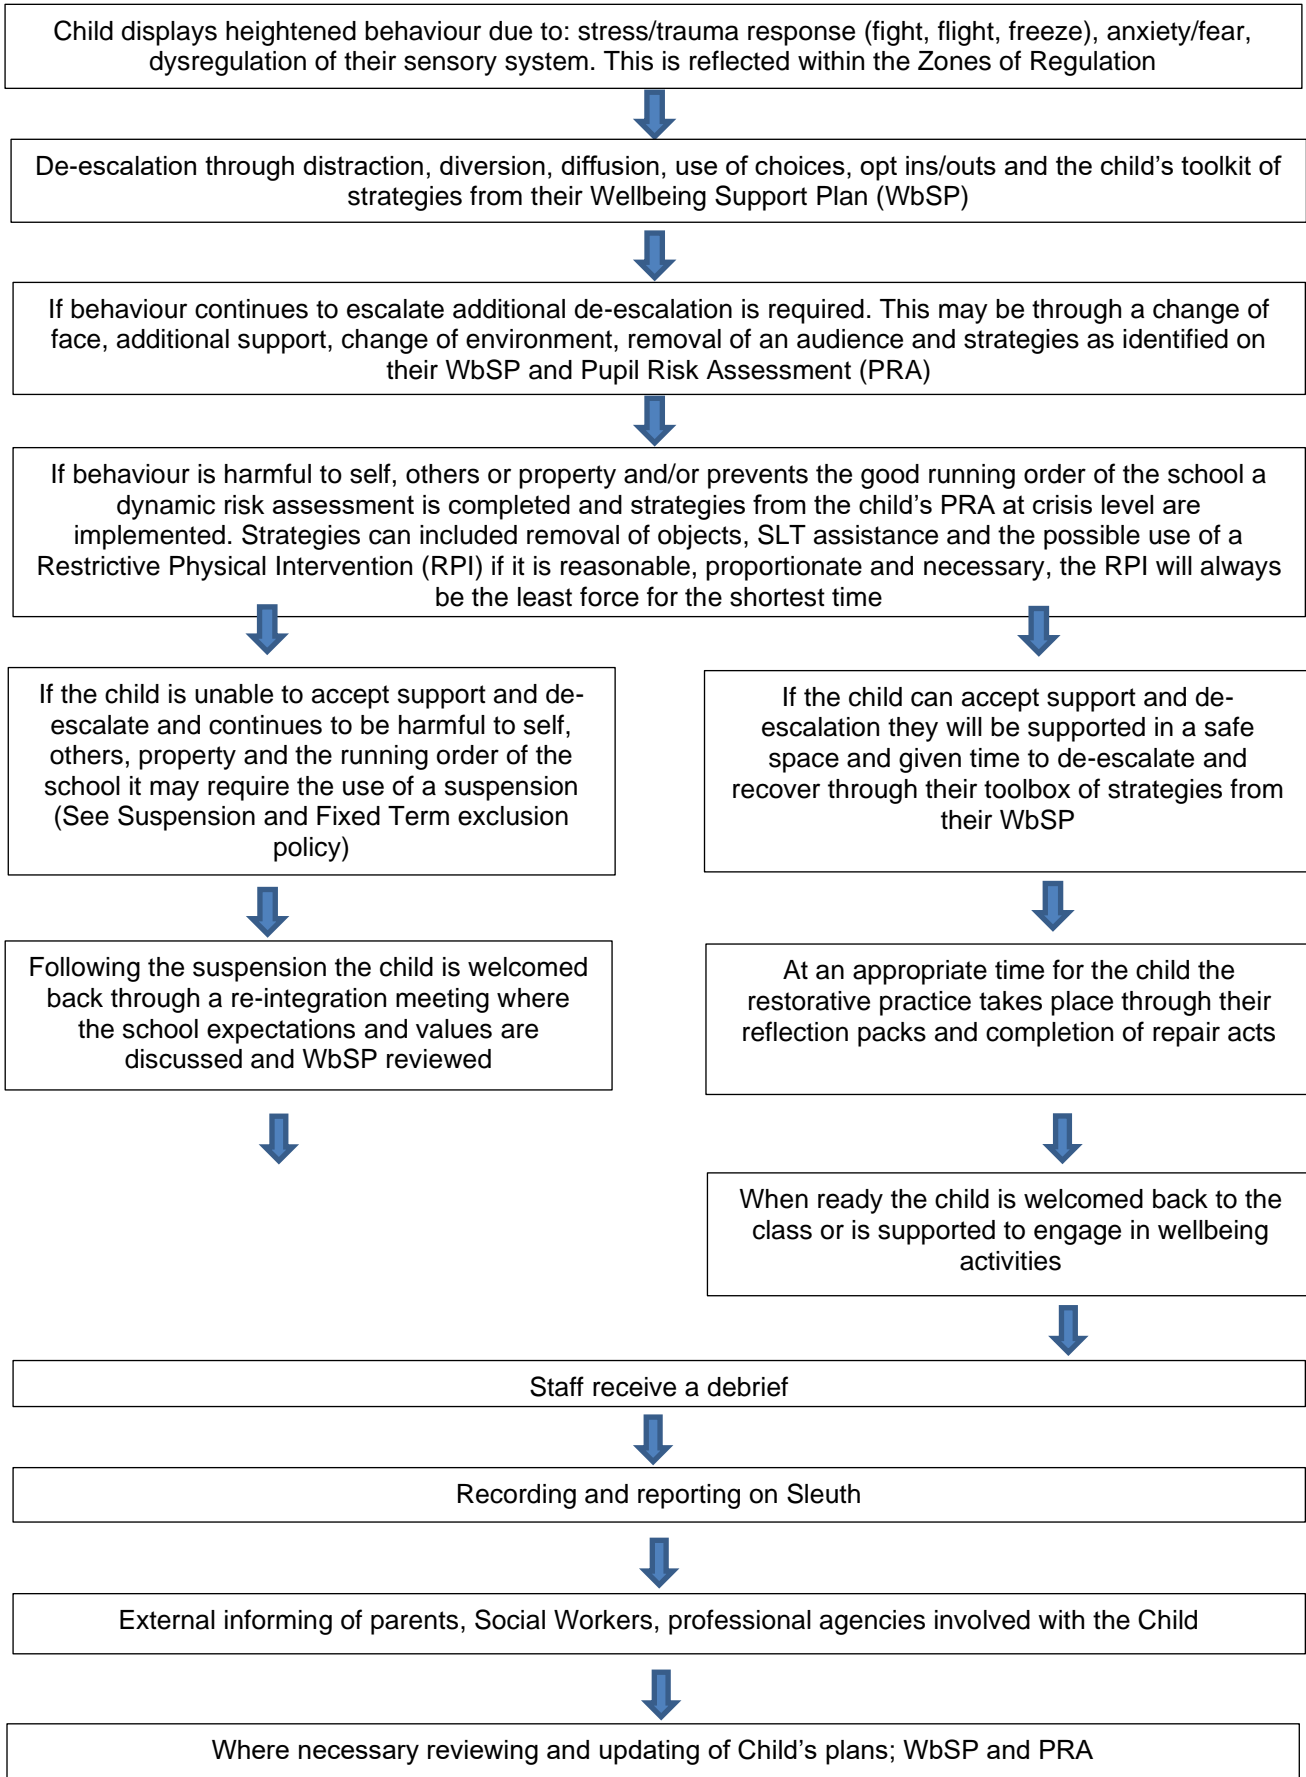 Child displays heightened behaviour due to: stress/trauma response (fight, flight, freeze), anxiety/fear,
dysregulation of their sensory system. This is reflected within the Zones of Regulation
De-escalation through distraction, diversion, diffusion, use of choices, opt ins/outs and the child’s toolkit of
strategies from their Wellbeing Support Plan (WbSP)
If behaviour continues to escalate additional de-escalation is required. This may be through a change of
face, additional support, change of environment, removal of an audience and strategies as identified on
their WbSP and Pupil Risk Assessment (PRA)
If behaviour is harmful to self, others or property and/or prevents the good running order of the school a
dynamic risk assessment is completed and strategies from the child’s PRA at crisis level are
implemented. Strategies can included removal of objects, SLT assistance and the possible use of a
Restrictive Physical Intervention (RPI) if it is reasonable, proportionate and necessary, the RPI will always
be the least force for the shortest time
If the child is unable to accept support and de-
escalate and continues to be harmful to self,
others, property and the running order of the
school it may require the use of a suspension
(See Suspension and Fixed Term exclusion
policy)
If the child can accept support and de-
escalation they will be supported in a safe
space and given time to de-escalate and
recover through their toolbox of strategies from
their WbSP
Following the suspension the child is welcomed
back through a re-integration meeting where
the school expectations and values are
discussed and WbSP reviewed
At an appropriate time for the child the
restorative practice takes place through their
reflection packs and completion of repair acts
When ready the child is welcomed back to the
class or is supported to engage in wellbeing
activities
Staff receive a debrief
Recording and reporting on Sleuth
External informing of parents, Social Workers, professional agencies involved with the Child
Where necessary reviewing and updating of Child’s plans; WbSP and PRA